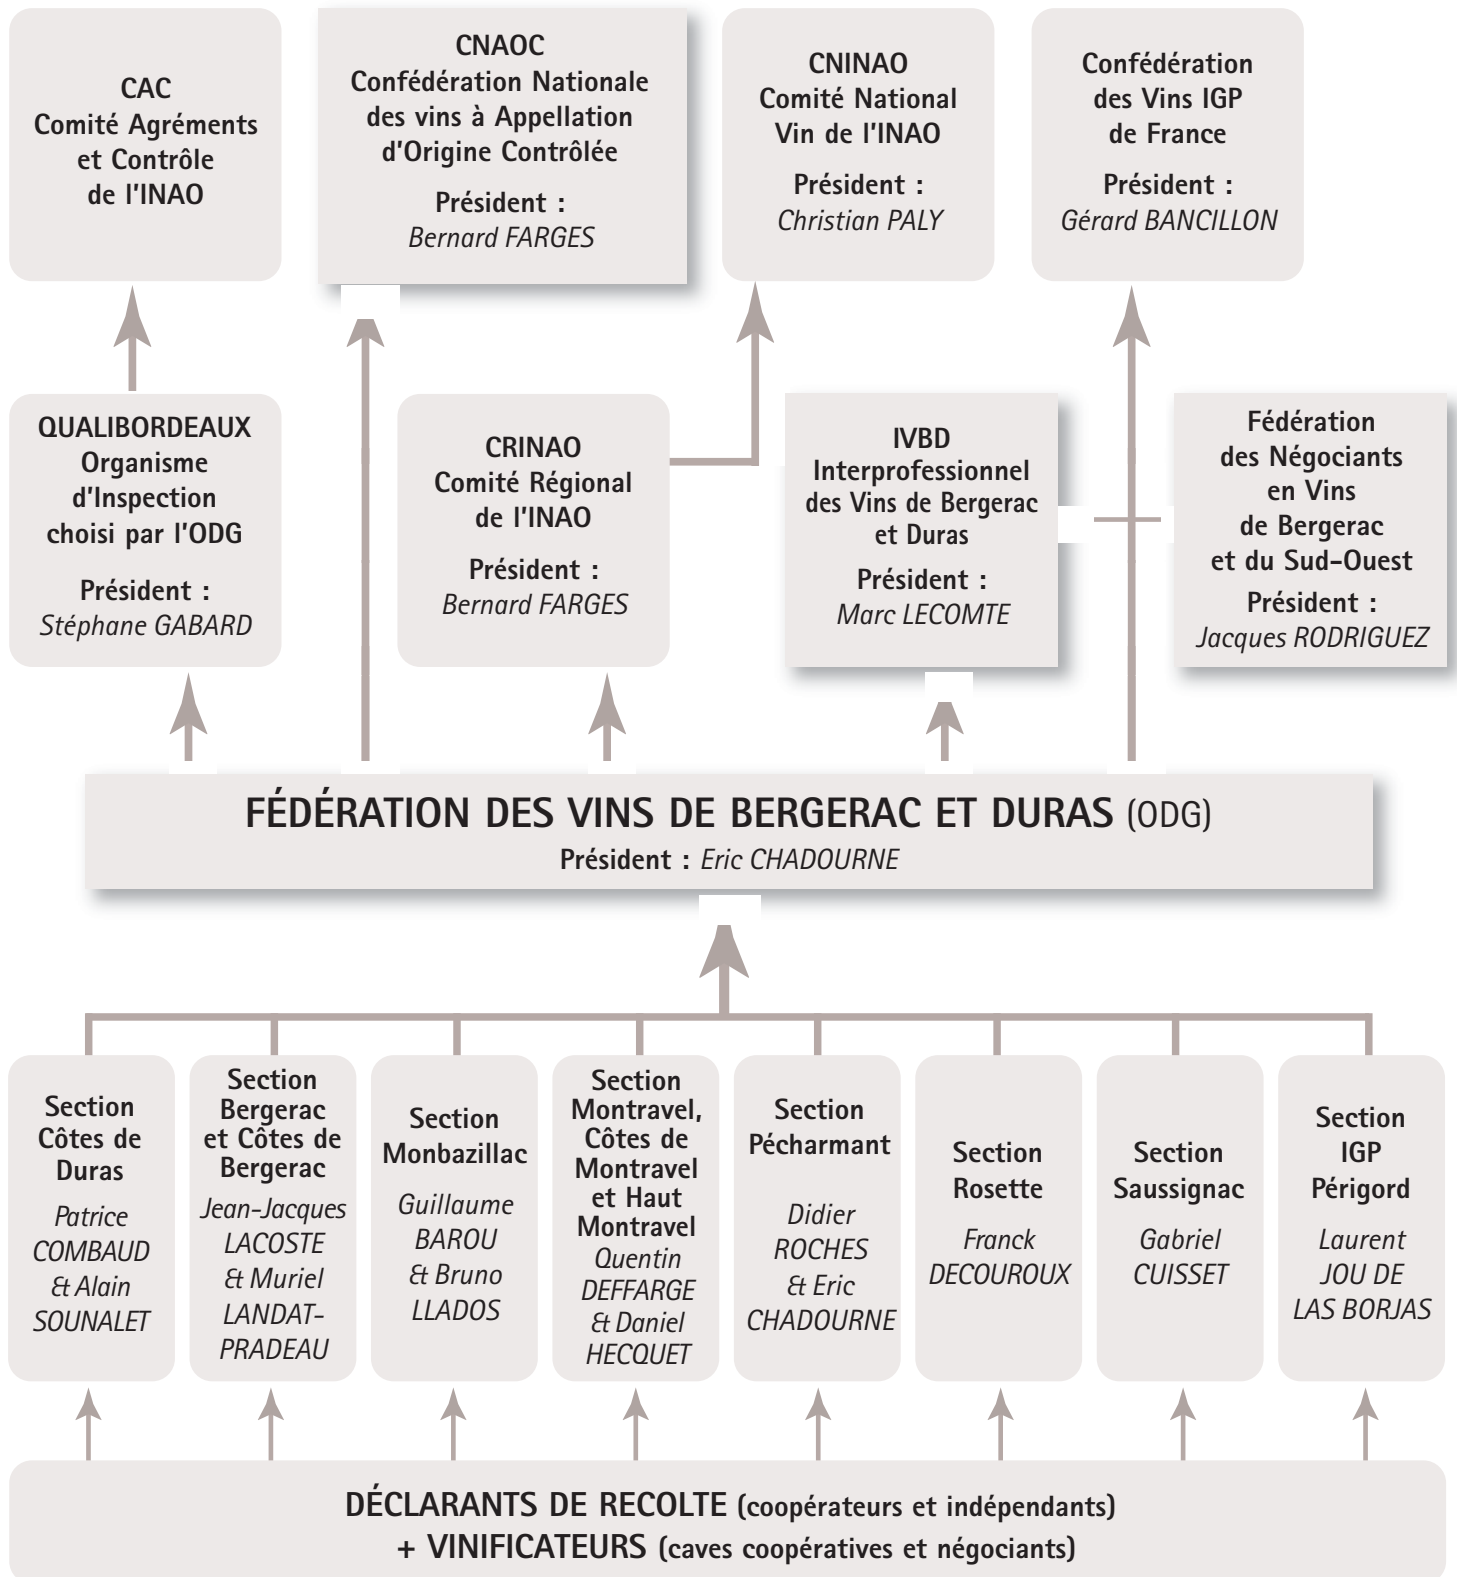 CAC
Comité Agréments
et Contrôle
de l'INAO
CNAOC
Confédération Nationale
des vins à Appellation
d'Origine Contrôlée
Président :
Bernard FARGES
CNINAO
Comité National
Vin de l'INAO
Président :
Christian PALY
Confédération
des Vins IGP
de France
Président :
Gérard BANCILLON
QUALIBORDEAUX
Organisme
d'Inspection
choisi par l'ODG
Président :
Stéphane GABARD
CRINAO
Comité Régional
de l'INAO
Président :
Bernard FARGES
IVBD
Interprofessionnel
des Vins de Bergerac
et Duras
Président :
Marc LECOMTE
Fédération
des Négociants
en Vins
de Bergerac
et du Sud-Ouest
Président :
Jacques RODRIGUEZ
FÉDÉRATION DES VINS DE BERGERAC ET DURAS (ODG)
Président : Eric CHADOURNE
Section
Côtes de
Duras
Patrice
COMBAUD
& Alain
SOUNALET
Section
Bergerac
et Côtes de
Bergerac
Jean-Jacques
LACOSTE
& Muriel
LANDAT-
PRADEAU
Section
Monbazillac
Guillaume
BAROU
& Bruno
LLADOS
Section
Montravel,
Côtes de
Montravel
et Haut
Montravel
Quentin
DEFFARGE
& Daniel
HECQUET
Section
Pécharmant
Didier
ROCHES
& Eric
CHADOURNE
Section
Rosette
Franck
DECOUROUX
Section
Saussignac
Gabriel
CUISSET
Section
IGP
Périgord
Laurent
JOU DE
LAS BORJAS
DÉCLARANTS DE RECOLTE (coopérateurs et indépendants)
+ VINIFICATEURS (caves coopératives et négociants)